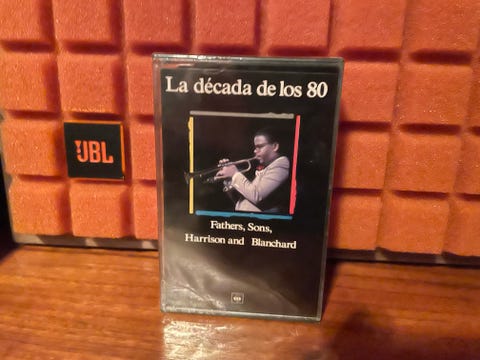 La década de los 80
JBL
Fathers, Sons,
Harrison and Blanchard